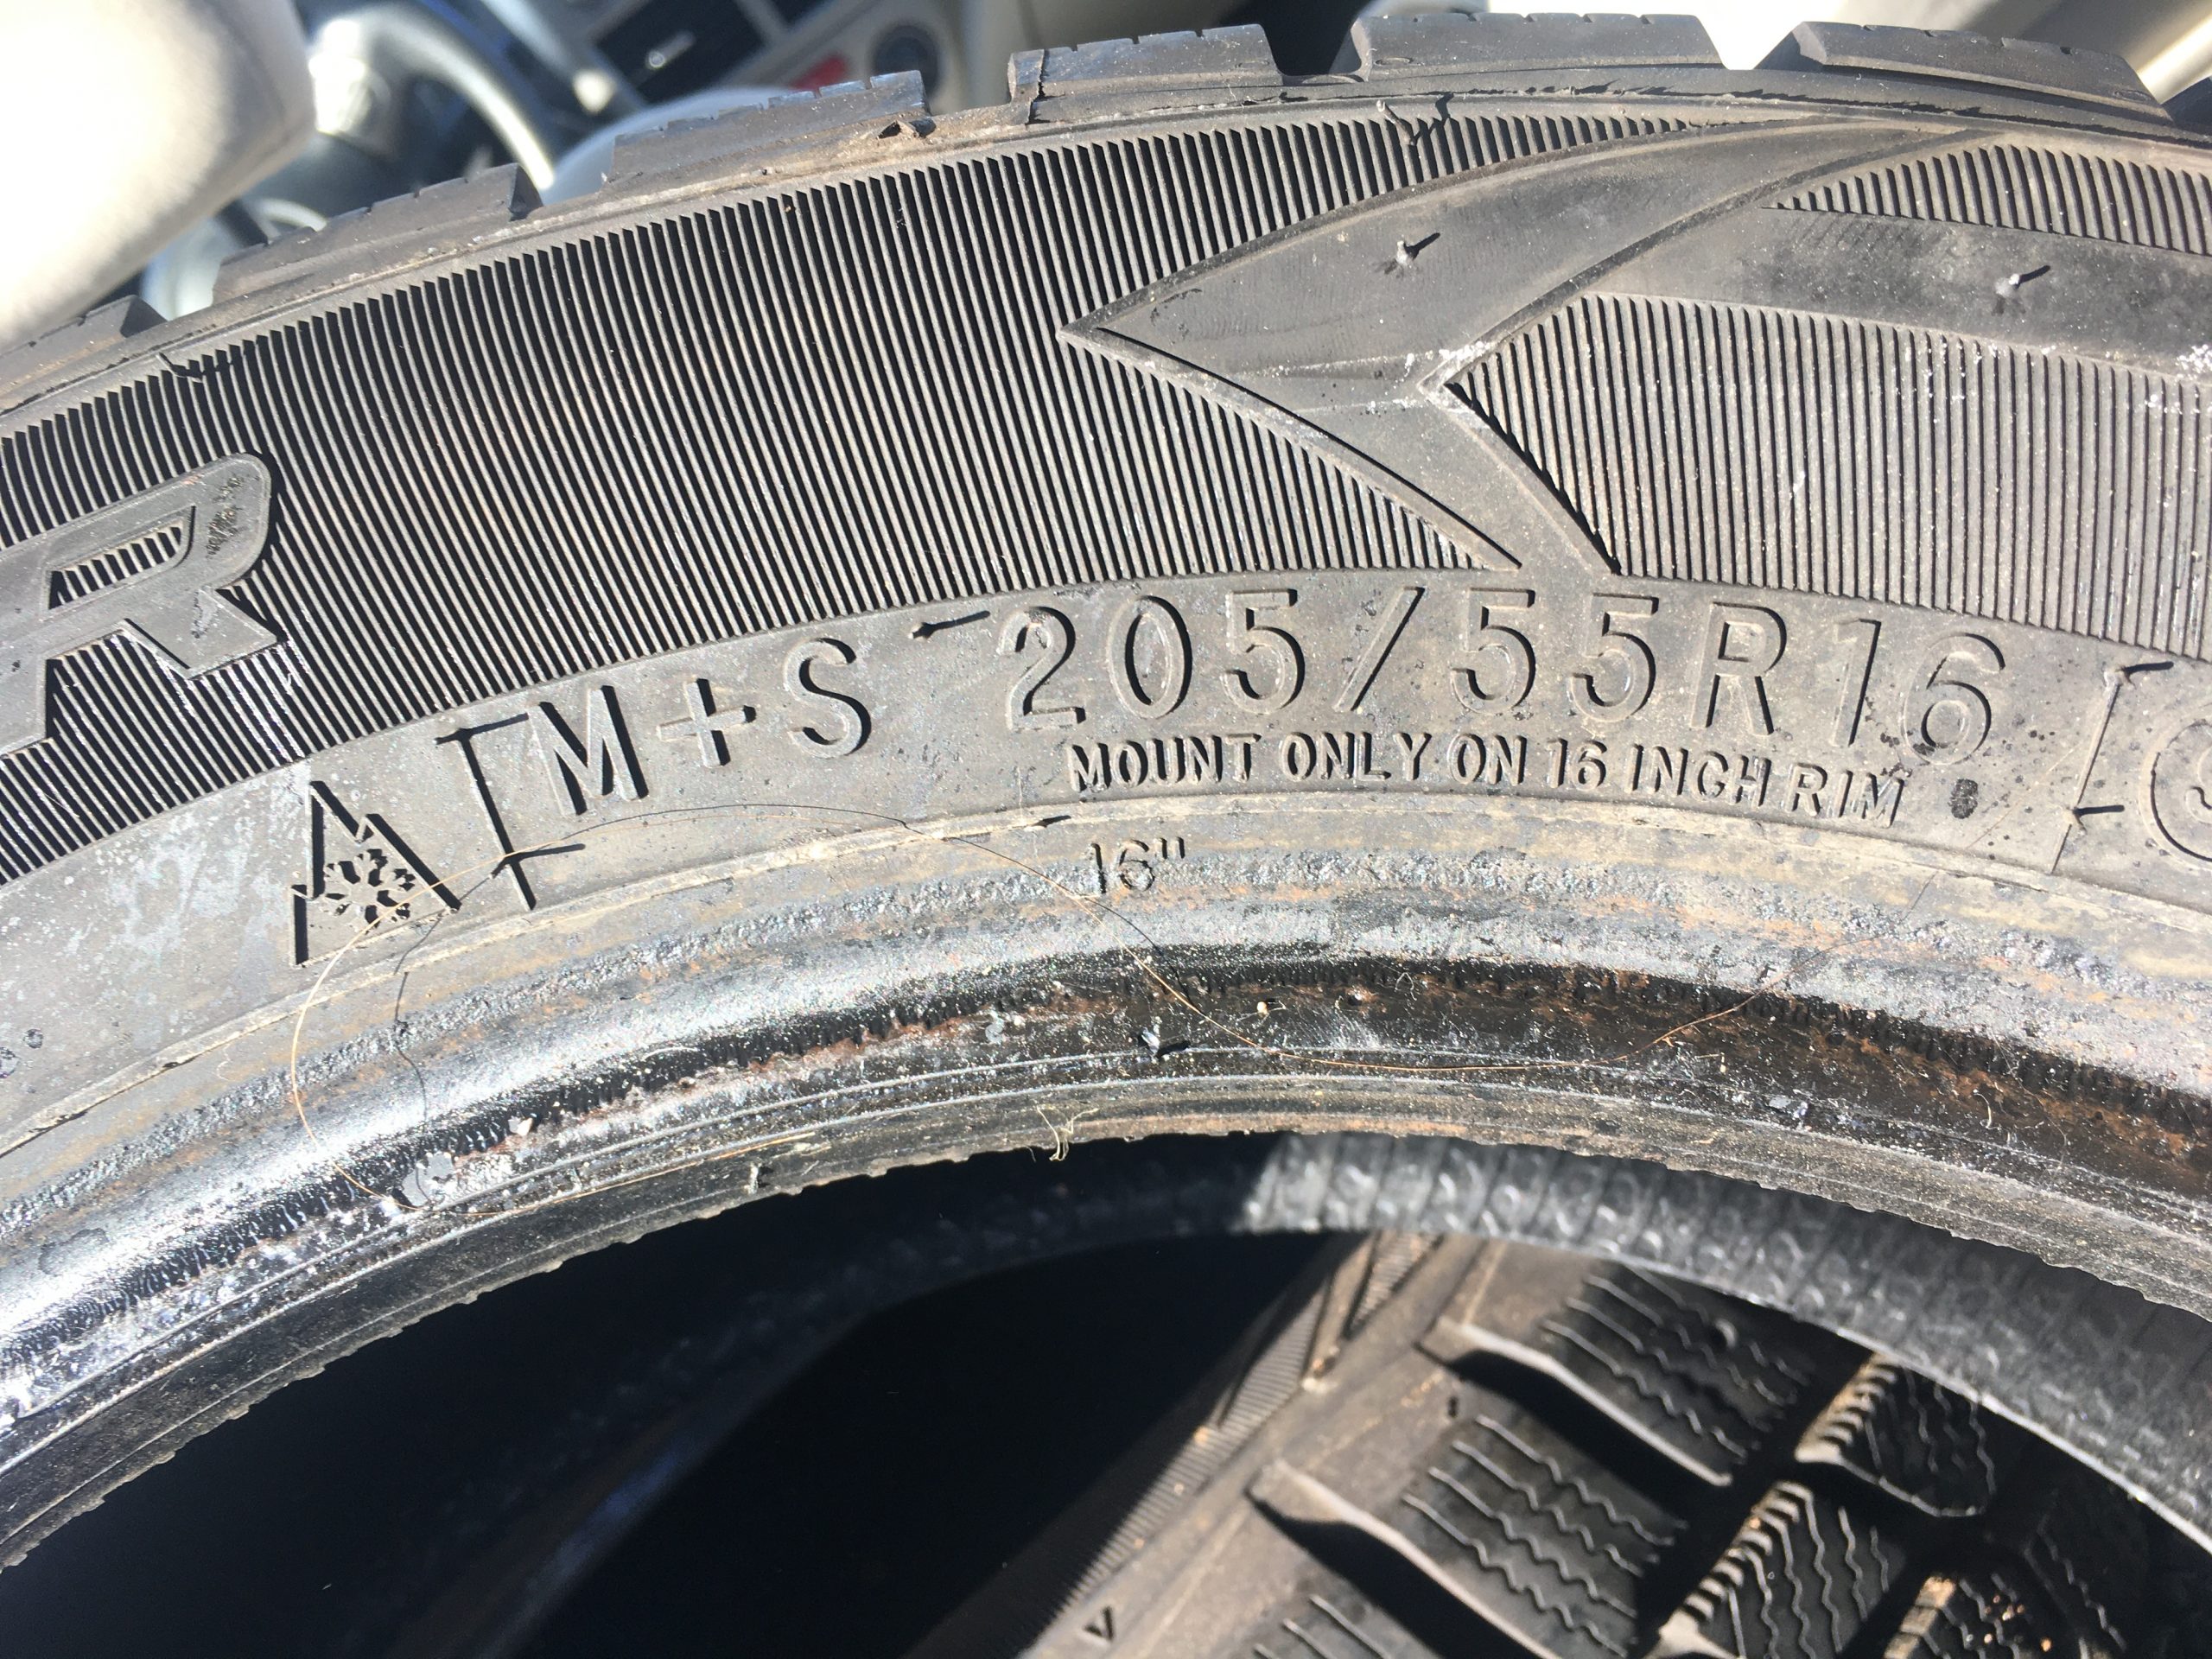 R
M+S 205/55R16
MOUNT ONLY ON 16 INCH RIM
16"